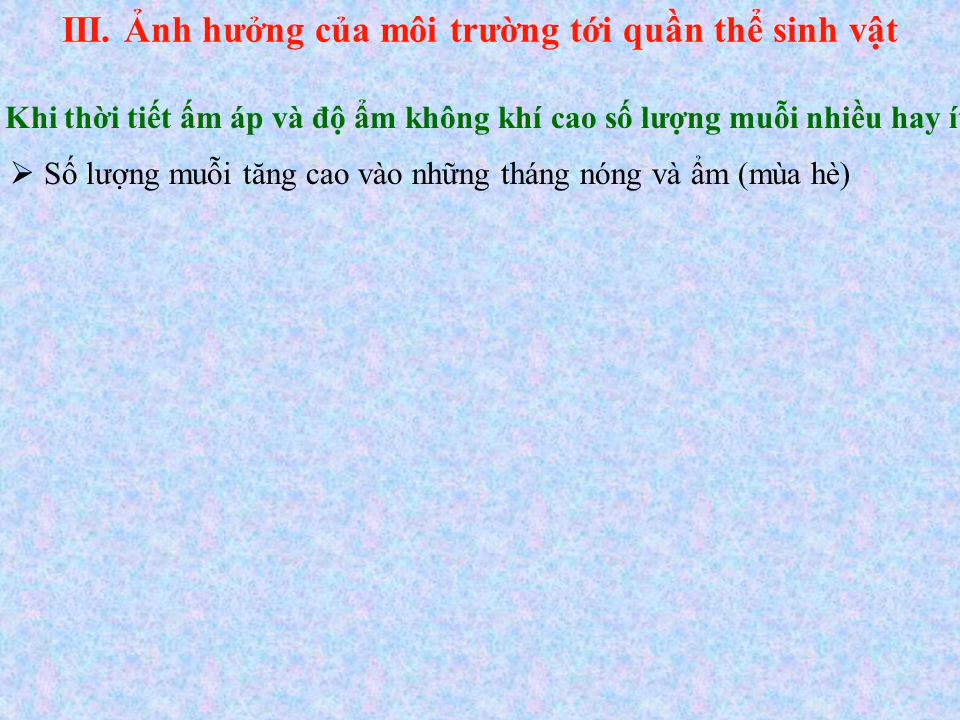 III. Ảnh hưởng của môi trường tới quần thể sinh vật
Khi thời tiết ấm áp và độ ẩm không khí cao số lượng muỗi nhiều hay
➢ Số lượng muỗi tăng cao vào những tháng nóng và ẩm (mùa hè)